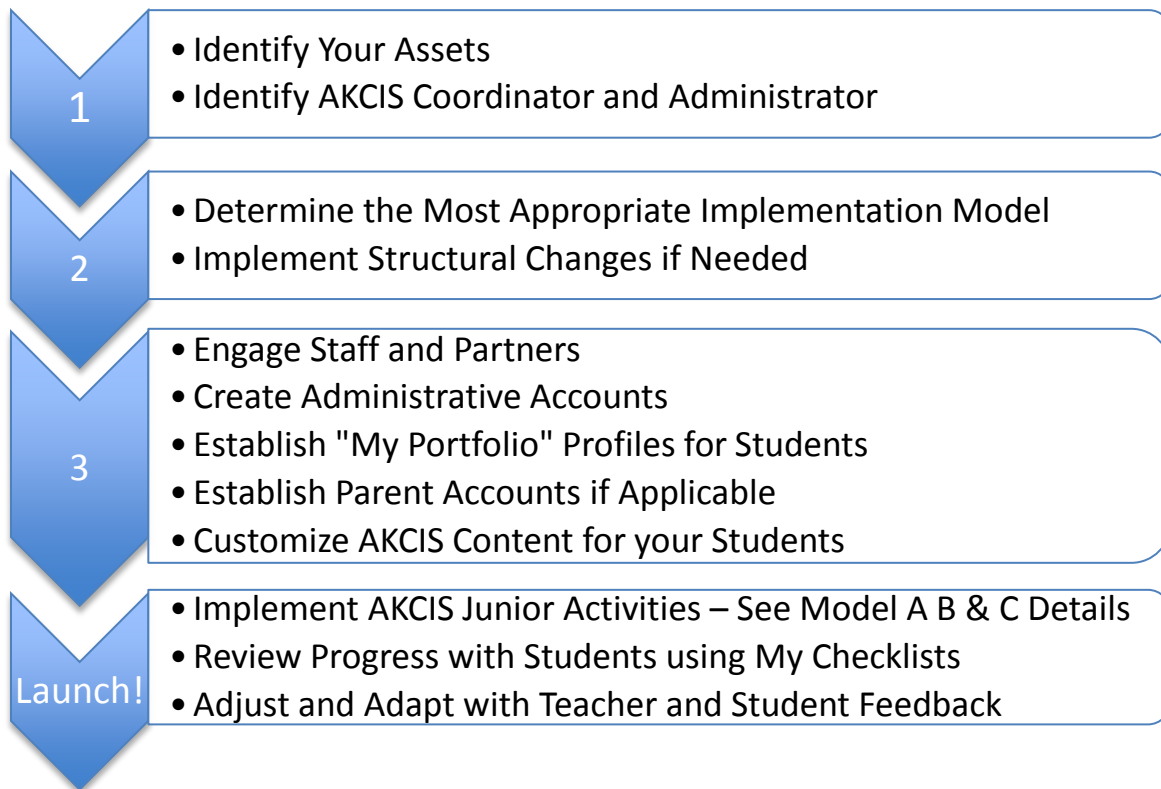 1
• Identify Your Assets
• Identify AKCIS Coordinator and Administrator
2
• Determine the Most Appropriate Implementation Model
• Implement Structural Changes if Needed
3
• Engage Staff and Partners
• Create Administrative Accounts
• Establish "My Portfolio" Profiles for Students
• Establish Parent Accounts if Applicable
• Customize AKCIS Content for your Students
Launch!
• Implement AKCIS Junior Activities – See Model A B & C Details
• Review Progress with Students using My Checklists
• Adjust and Adapt with Teacher and Student Feedback